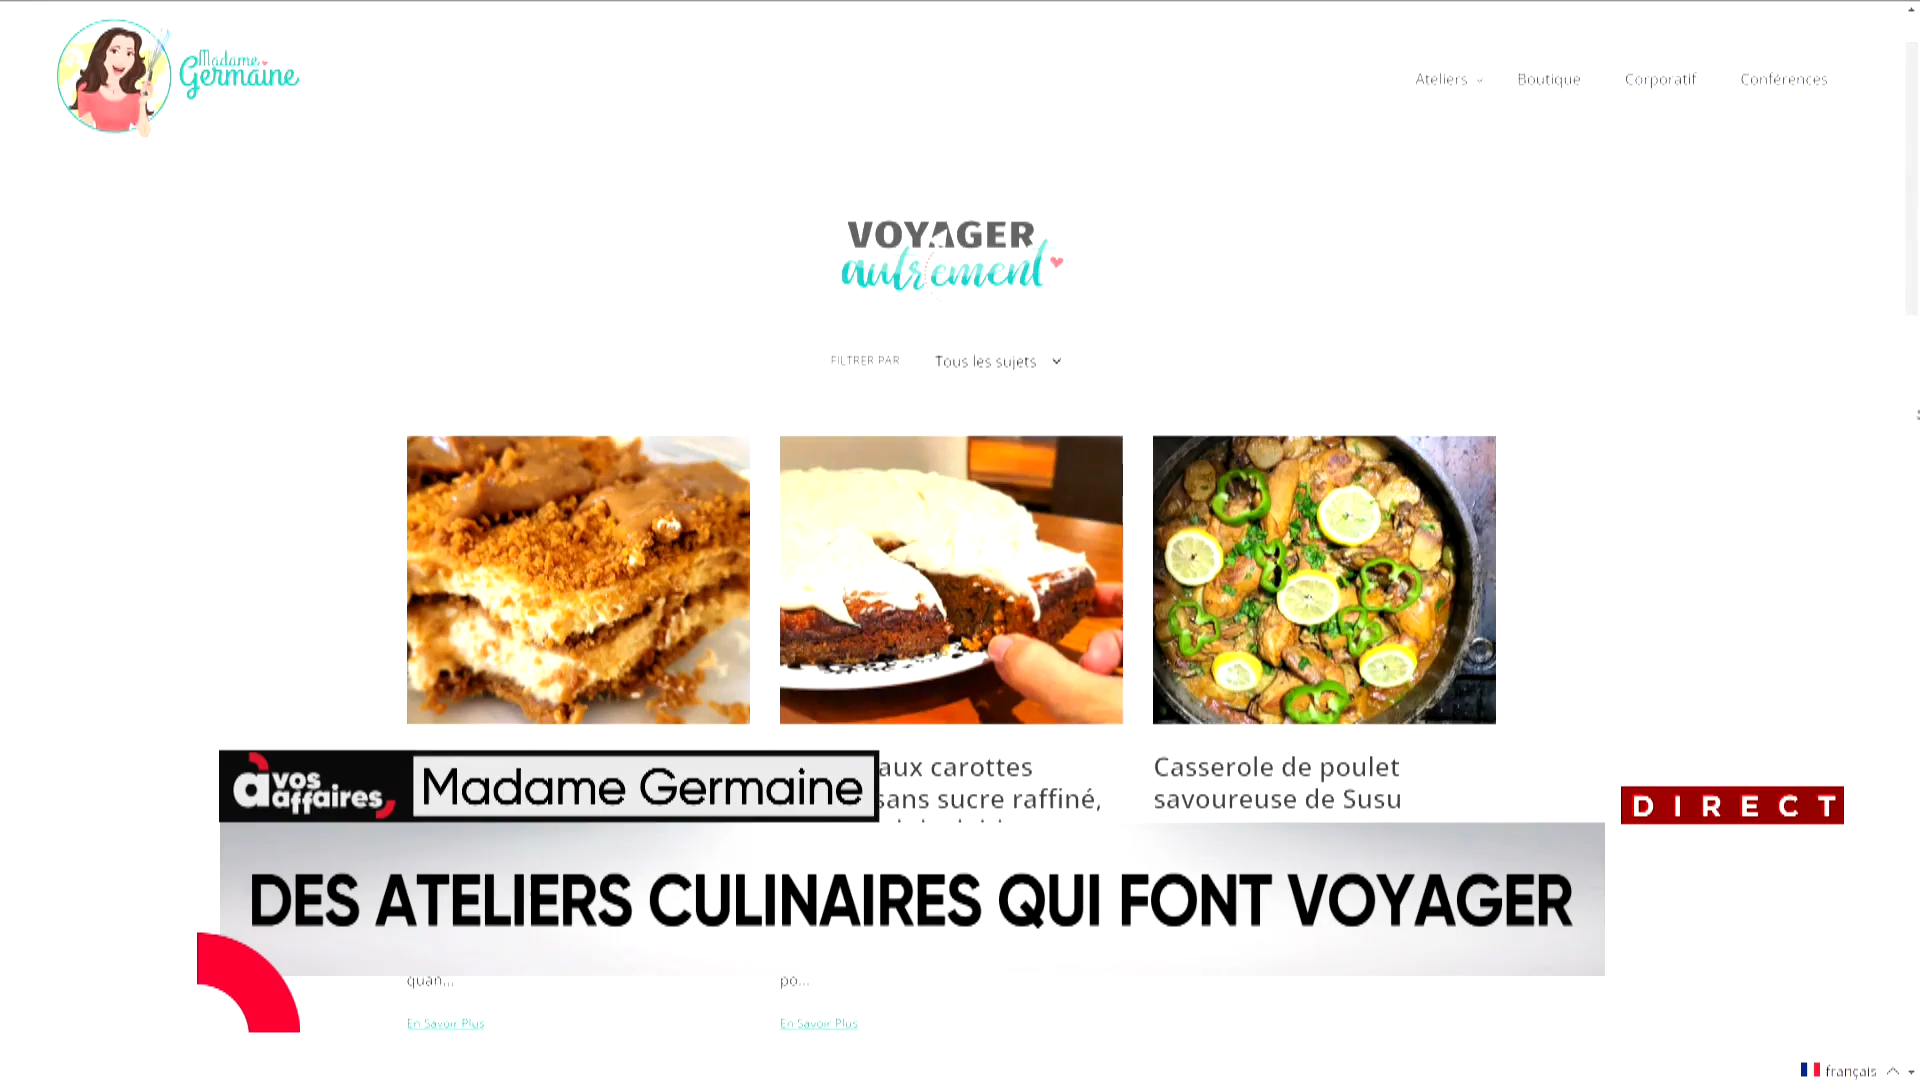 Madame
Germaine
Ateliers
Boutique
Corporatif
Conférences
VOYAGER
autrement
FILTRER PAR
Tous les sujets
aux carottes
sans sucre raffiné,
Casserole de poulet
savoureuse de Susu
à vos
affaires
Madame Germaine
DIRECT
DES ATELIERS CULINAIRES QUI FONT VOYAGER
quan...
po...
En Savoir Plus
En Savoir Plus
français